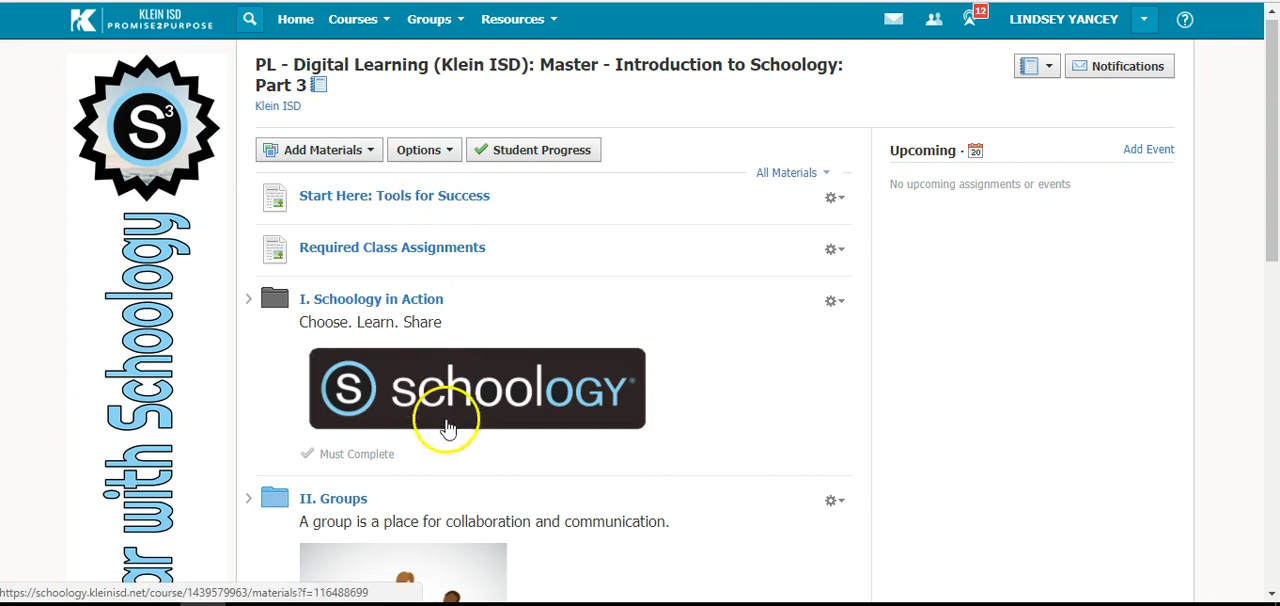 KLEIN ISD
PROMISE2PURPOSE
Home Courses Groups Resources
12
LINDSEY YANCEY
S3
ar with Schoology
PL - Digital Learning (Klein ISD): Master - Introduction to Schoology:
Part 3
Klein ISD
Notifications
Add Materials Options Student Progress
All Materials
Start Here: Tools for Success
Required Class Assignments
I. Schoology in Action
Choose. Learn. Share
S schoology
Must Complete
II. Groups
A group is a place for collaboration and communication.
Upcoming · 20 Add Event
No upcoming assignments or events
https://schoology.kleinisd.net/course/1439579963/materials?f=116488699